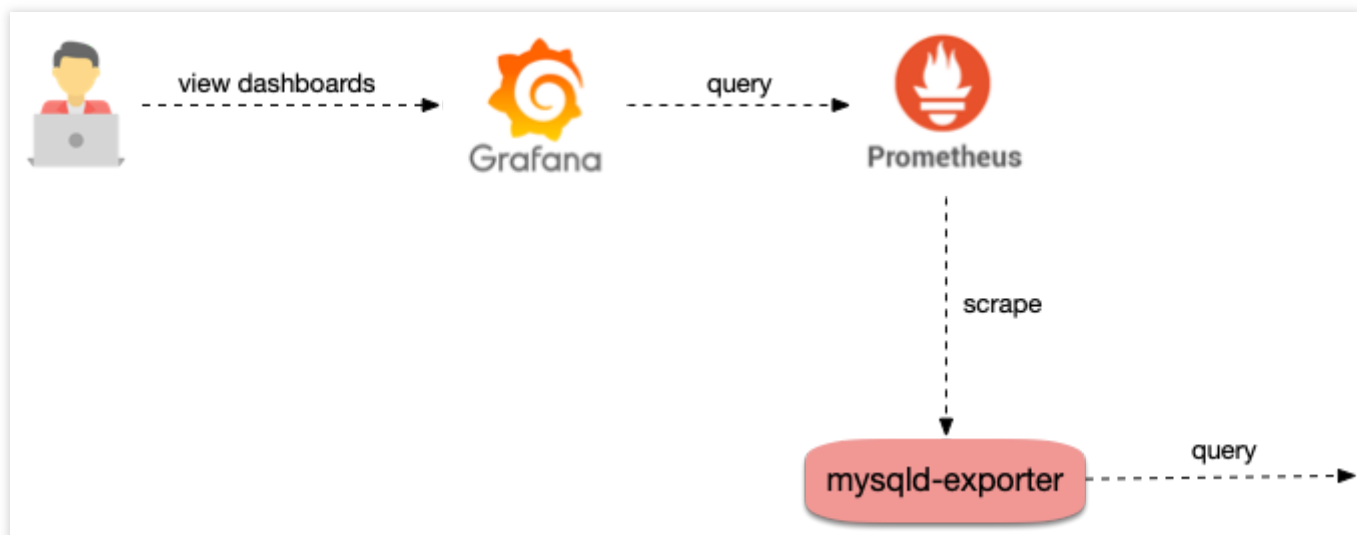 view dashboards
query
Grafana
Prometheus
scrape
query
mysqld-exporter